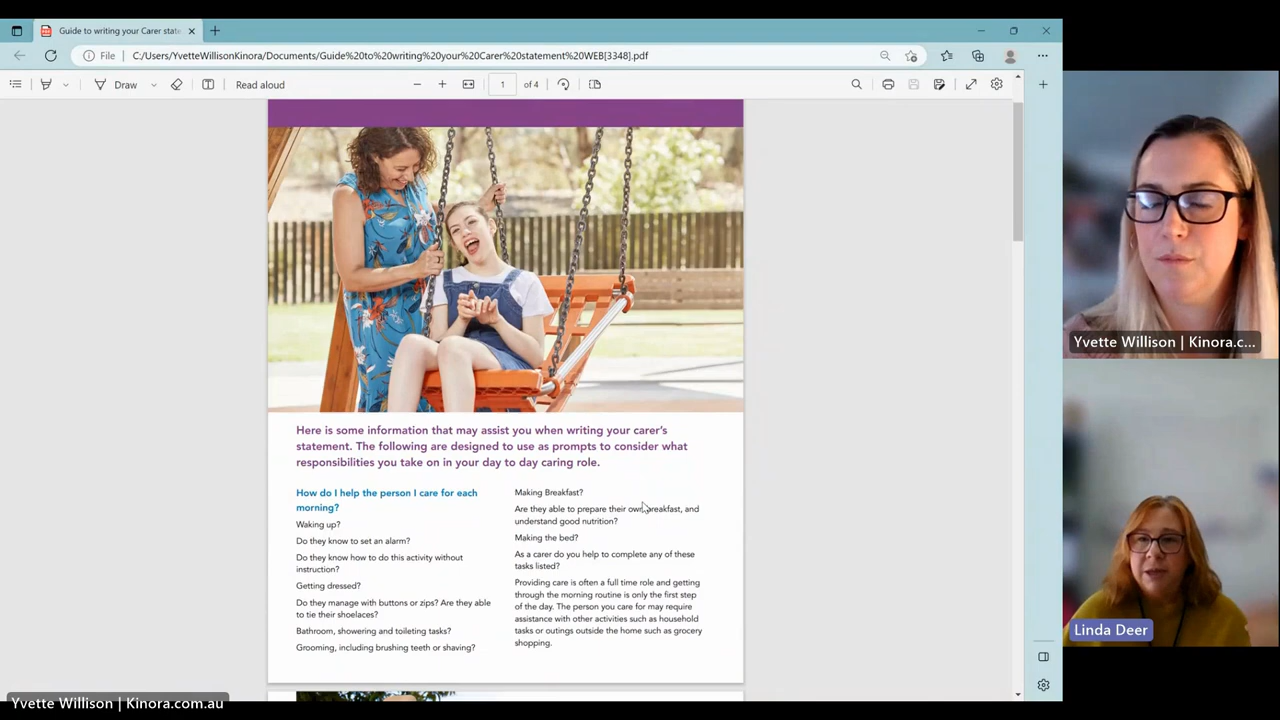 Guide to writing your Carer state
File
C:/Users/YvetteWillisonKinora/Documents/Guide%20to%20writing%20your%20Carer%20statement%20WEB[3348].pdf
Draw
Read aloud
1 of 4
Here is some information that may assist you when writing your carer's
statement. The following are designed to use as prompts to consider what
responsibilities you take on in your day to day caring role.
How do I help the person I care for each
morning?
Waking up?
Do they know to set an alarm?
Do they know how to do this activity without
instruction?
Getting dressed?
Do they manage with buttons or zips? Are they able
to tie their shoelaces?
Bathroom, showering and toileting tasks?
Grooming, including brushing teeth or shaving?
Making Breakfast?
Are they able to prepare their own breakfast, and
understand good nutrition?
Making the bed?
As a carer do you help to complete any of these
tasks listed?
Providing care is often a full time role and getting
through the morning routine is only the first step
of the day. The person you care for may require
assistance with other activities such as household
tasks or outings outside the home such as grocery
shopping.
Yvette Willison | Kinora.c...
Linda Deer
Yvette Willison | Kinora.com.au